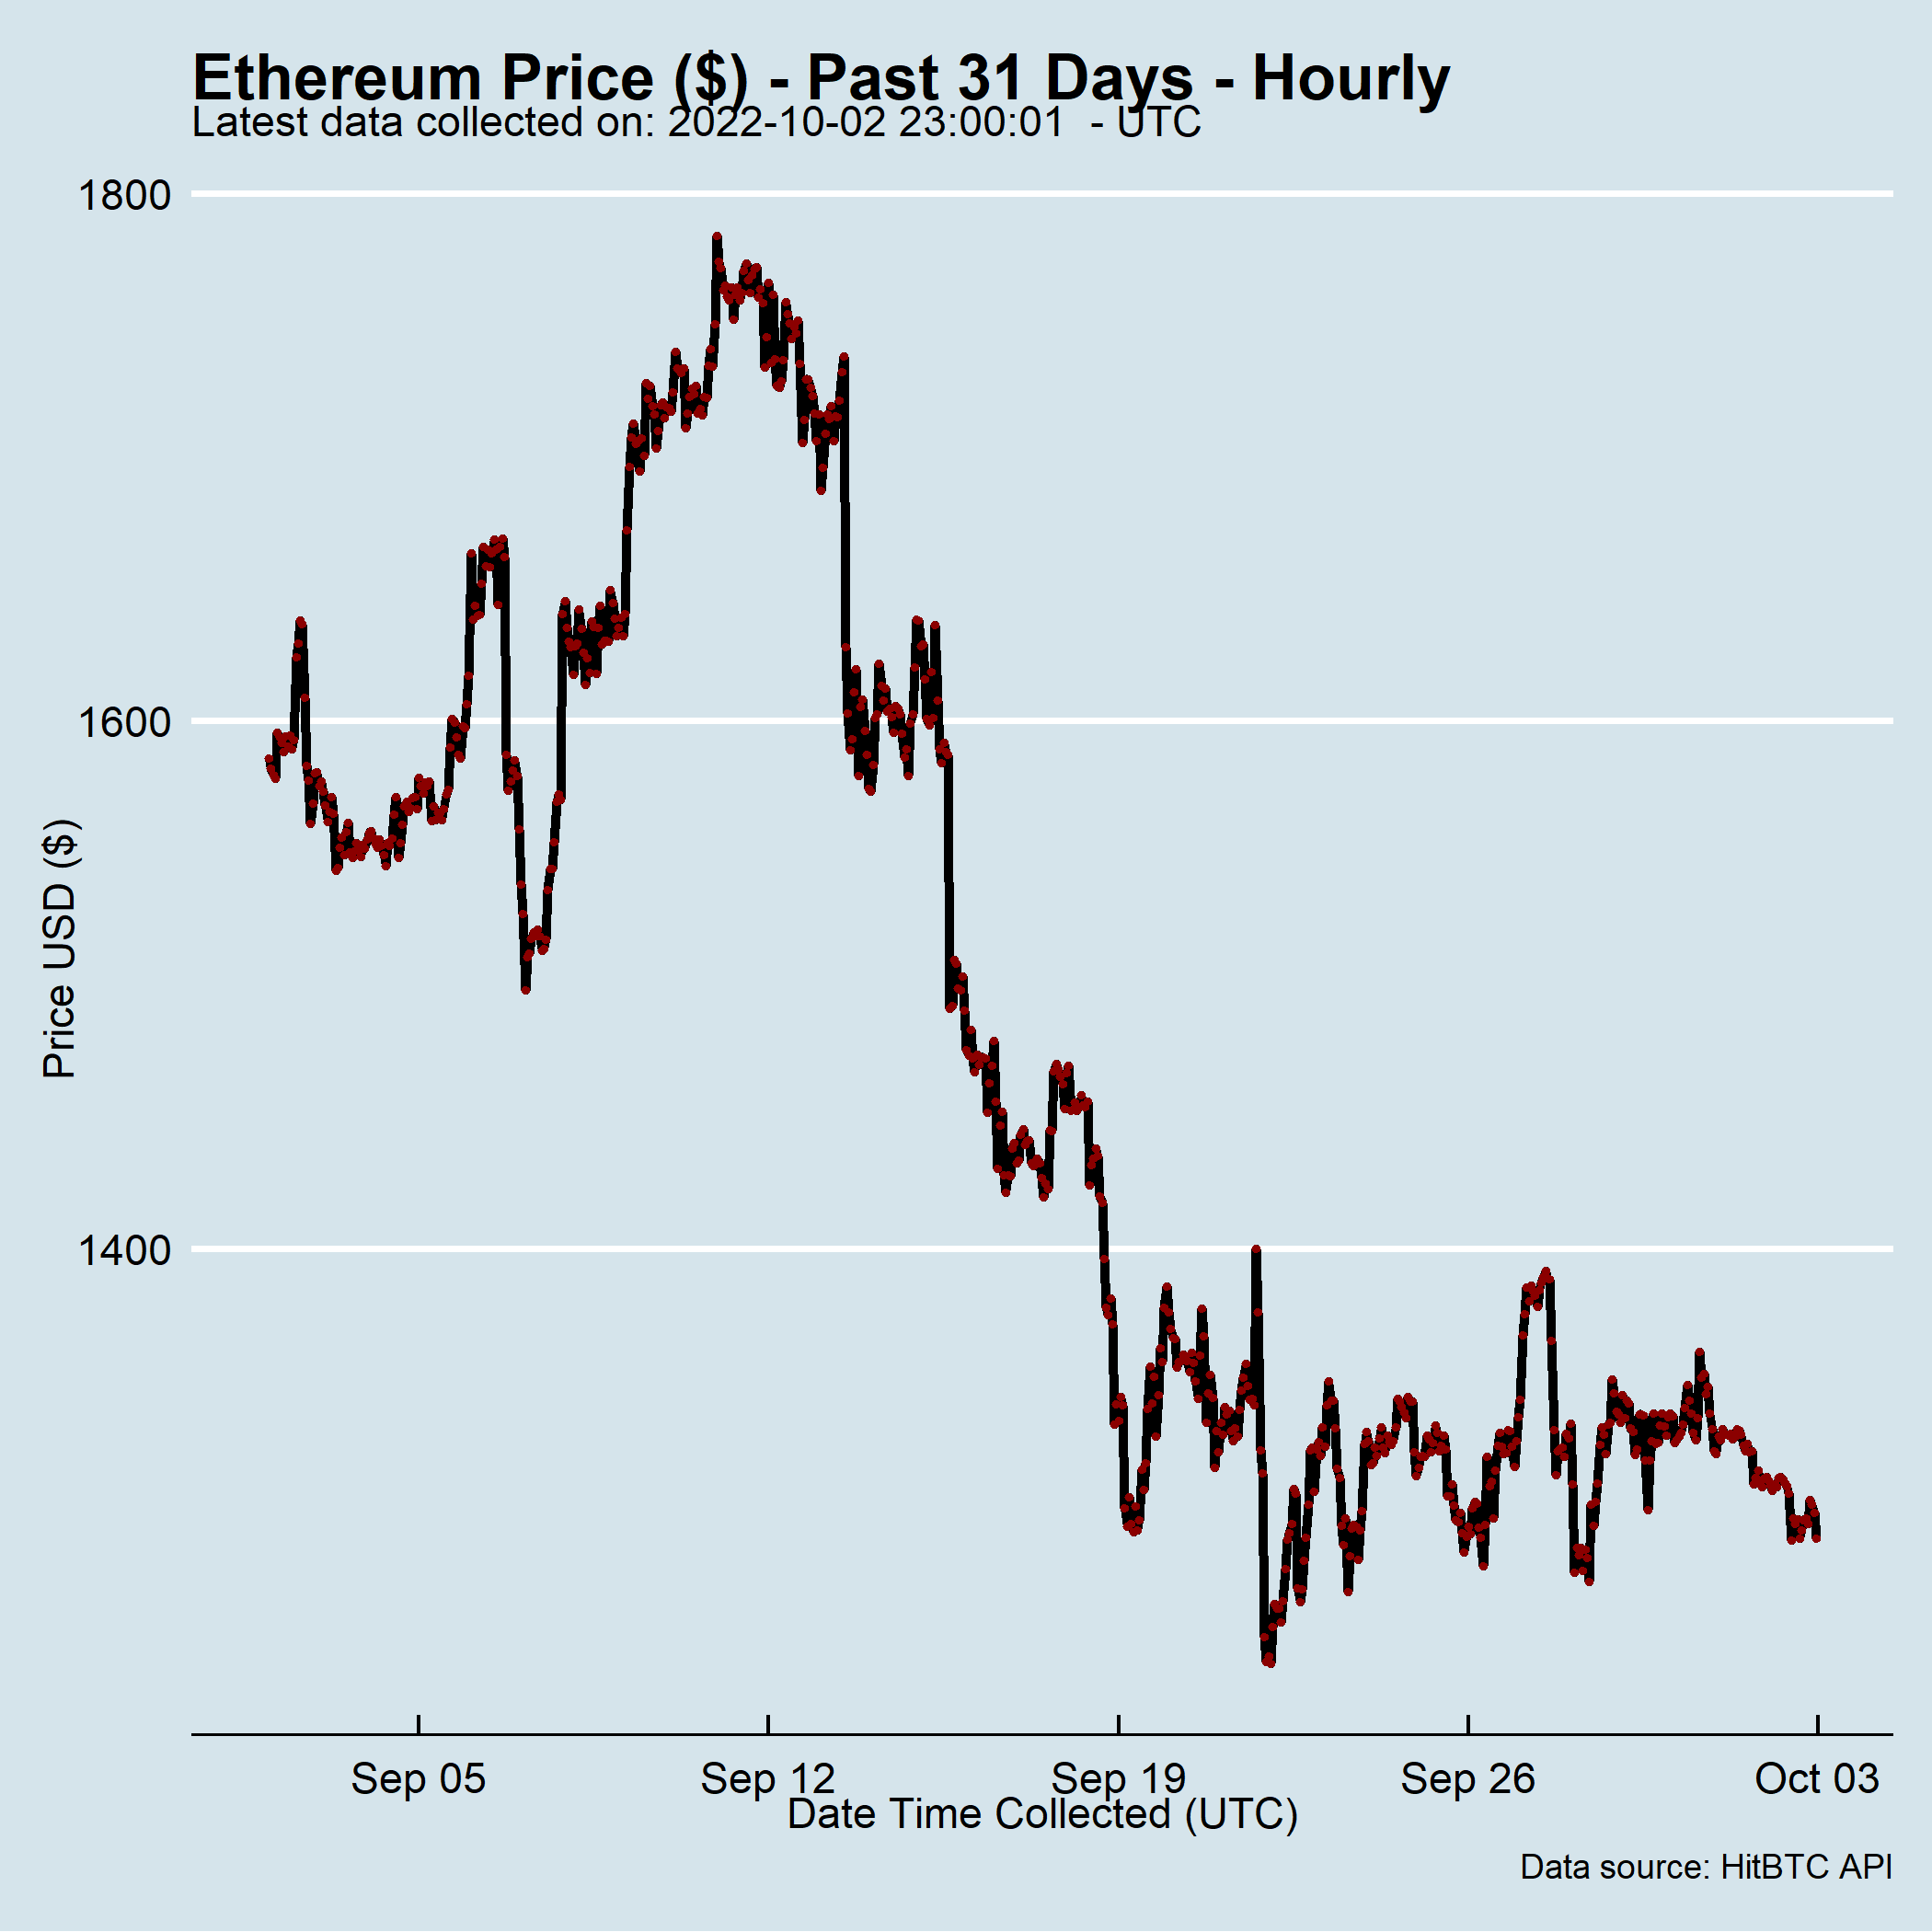 Ethereum Price ($) - Past 31 Days - Hourly
Latest data collected on: 2022-10-02 23:00:01  - UTC
1800
1600
1400
Price USD ($)
Sep 05 Sep 12 Sep 19 Sep 26 Oct 03
Date Time Collected (UTC)
Data source: HitBTC API